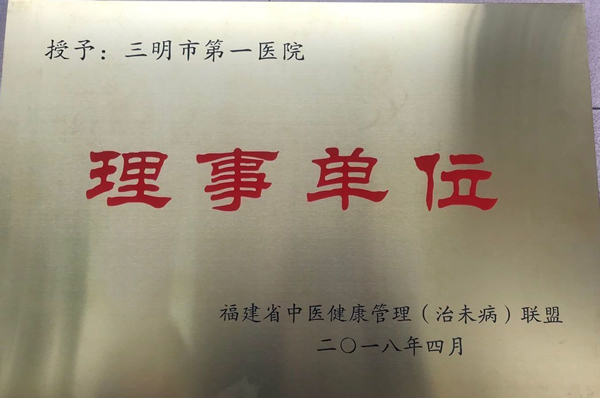 授予：三明市第一医院
理事单位
福建省中医健康管理（治未病）联盟
二〇一八年四月